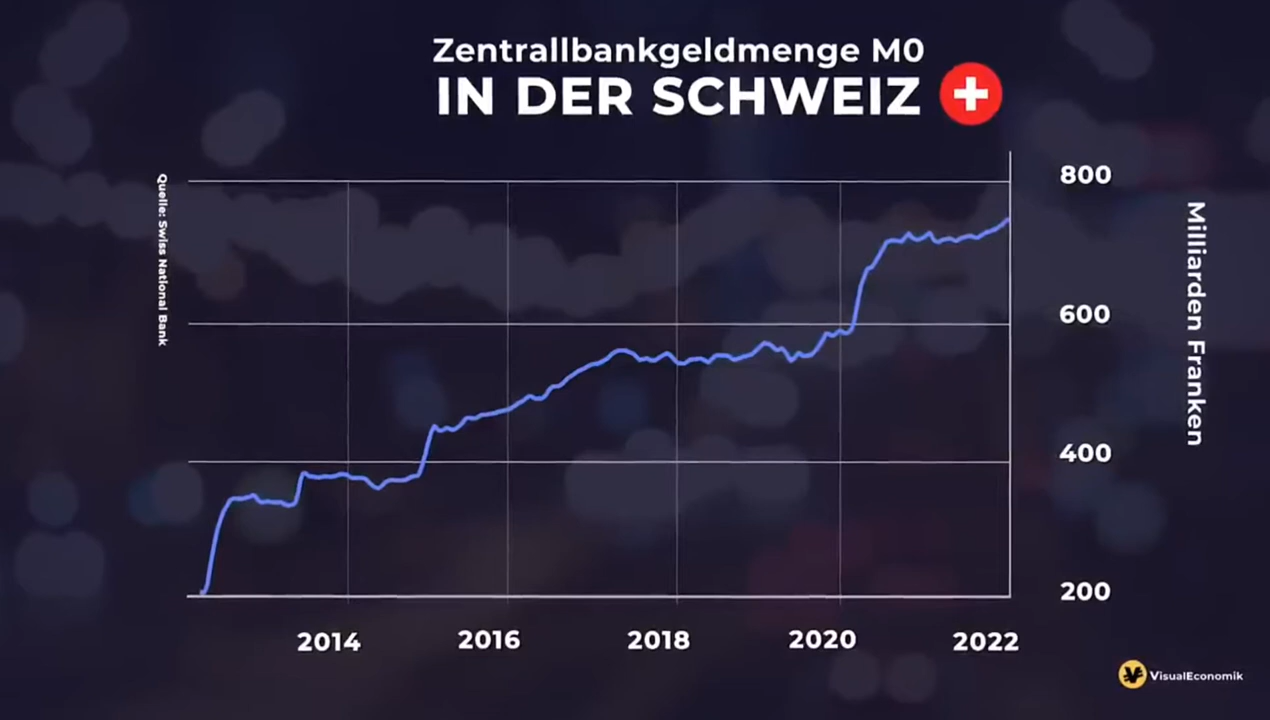 Zentrallbankgeldmenge M0
IN DER SCHWEIZ
Quelle: Swiss National Bank
800
600
400
200
Milliarden Franken
2014
2016
2018
2020
2022
VisualEconomik